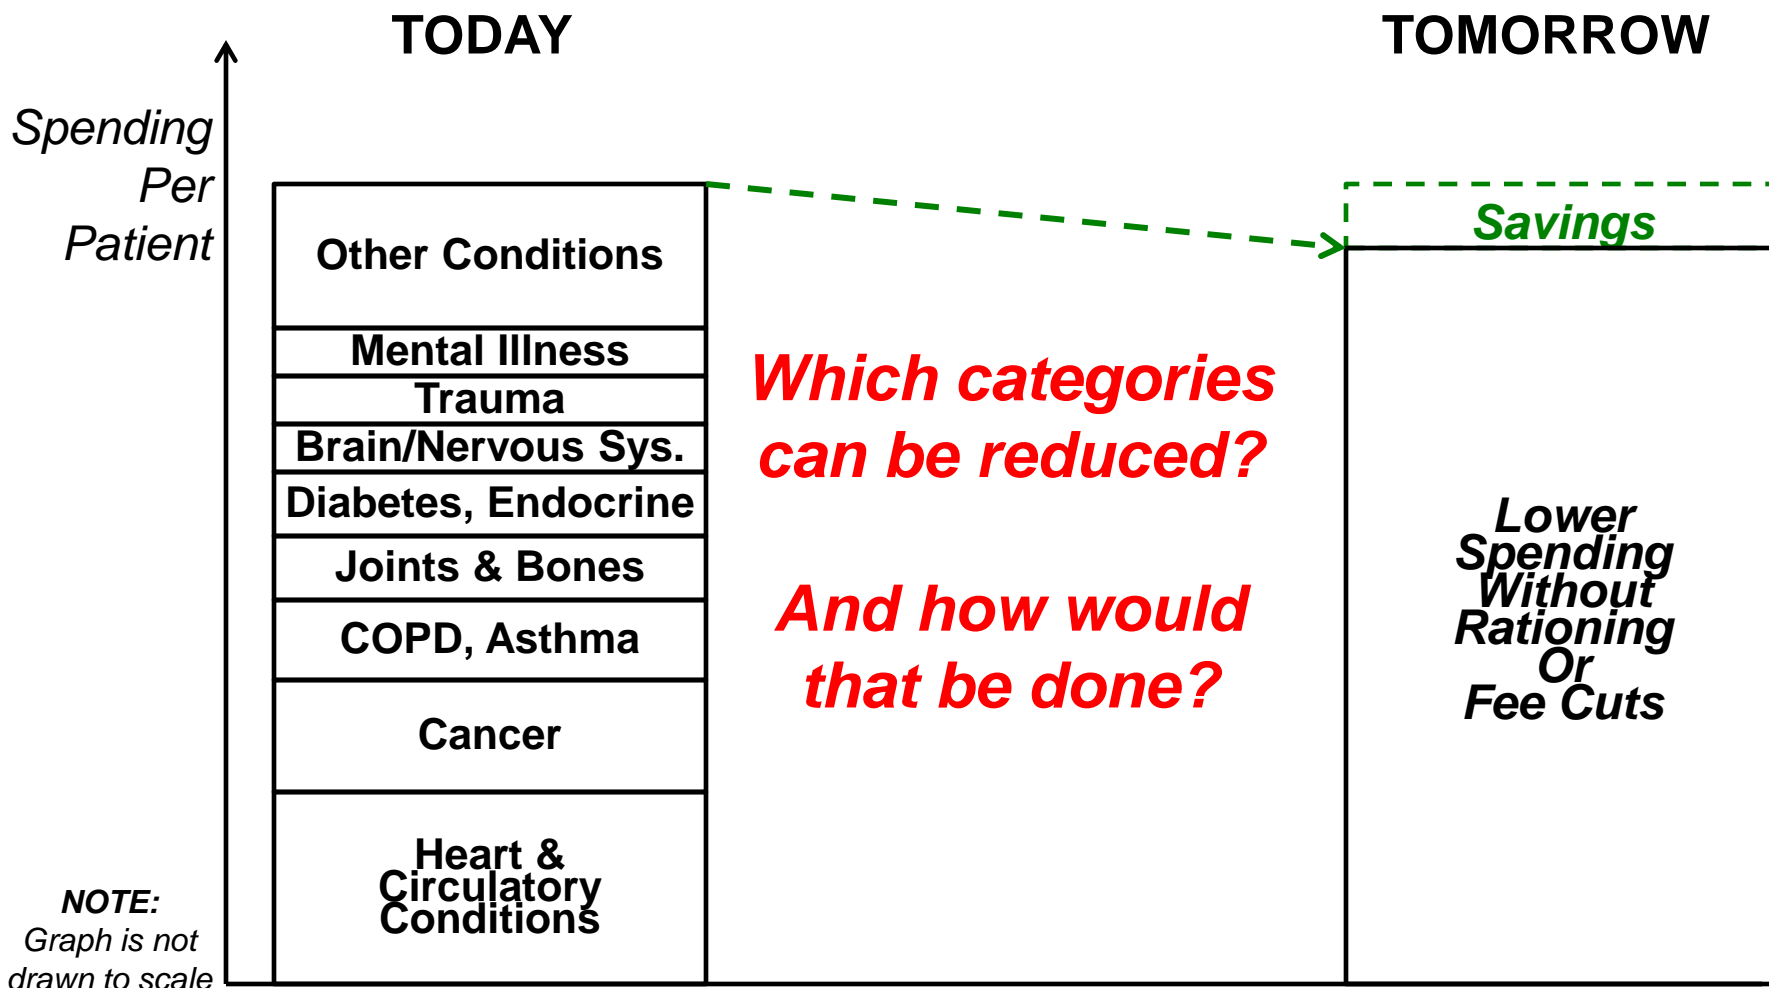 TODAY
TOMORROW
Spending
Per
Patient
Other Conditions
Mental Illness
Trauma
Brain/Nervous Sys.
Diabetes, Endocrine
Joints & Bones
COPD, Asthma
Cancer
Heart &
Circulatory
Conditions
Which categories
can be reduced?
And how would
that be done?
Savings
Lower
Spending
Without
Rationing
Or
Fee Cuts
NOTE:
Graph is not
drawn to scale